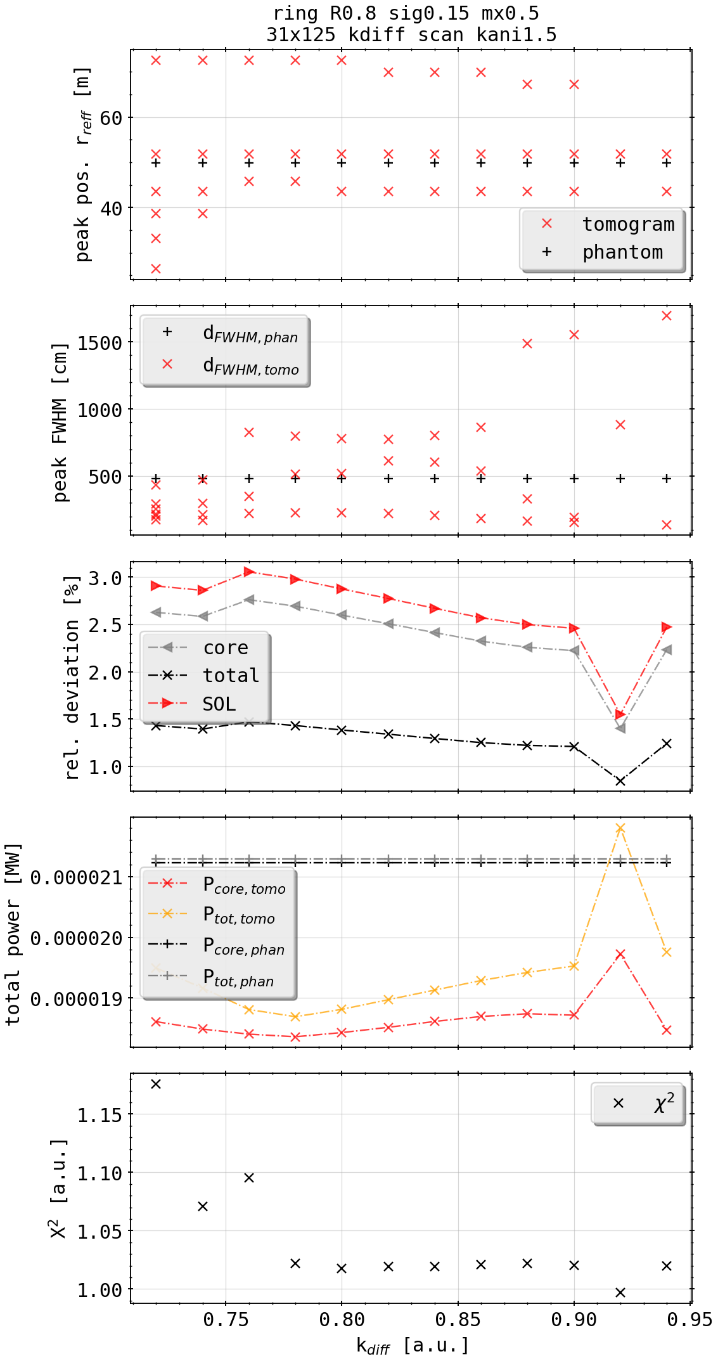 ring R0.8 sig0.15 mx0.5
31x125 kdiff scan kani1.5
peak pos. r_reff [m]
60
40
tomogram
phantom
peak FWHM [cm]
1500
1000
500
d_FWHM,phan
d_FWHM,tomo
rel. deviation [%]
3.0
2.5
2.0
1.5
1.0
core
total
SOL
total power [MW]
0.000021
0.000020
0.000019
P_core,tomo
P_tot,tomo
P_core,phan
P_tot,phan
X² [a.u.]
1.15
1.10
1.05
1.00
χ²
0.75 0.80 0.85 0.90 0.95
k_diff [a.u.]